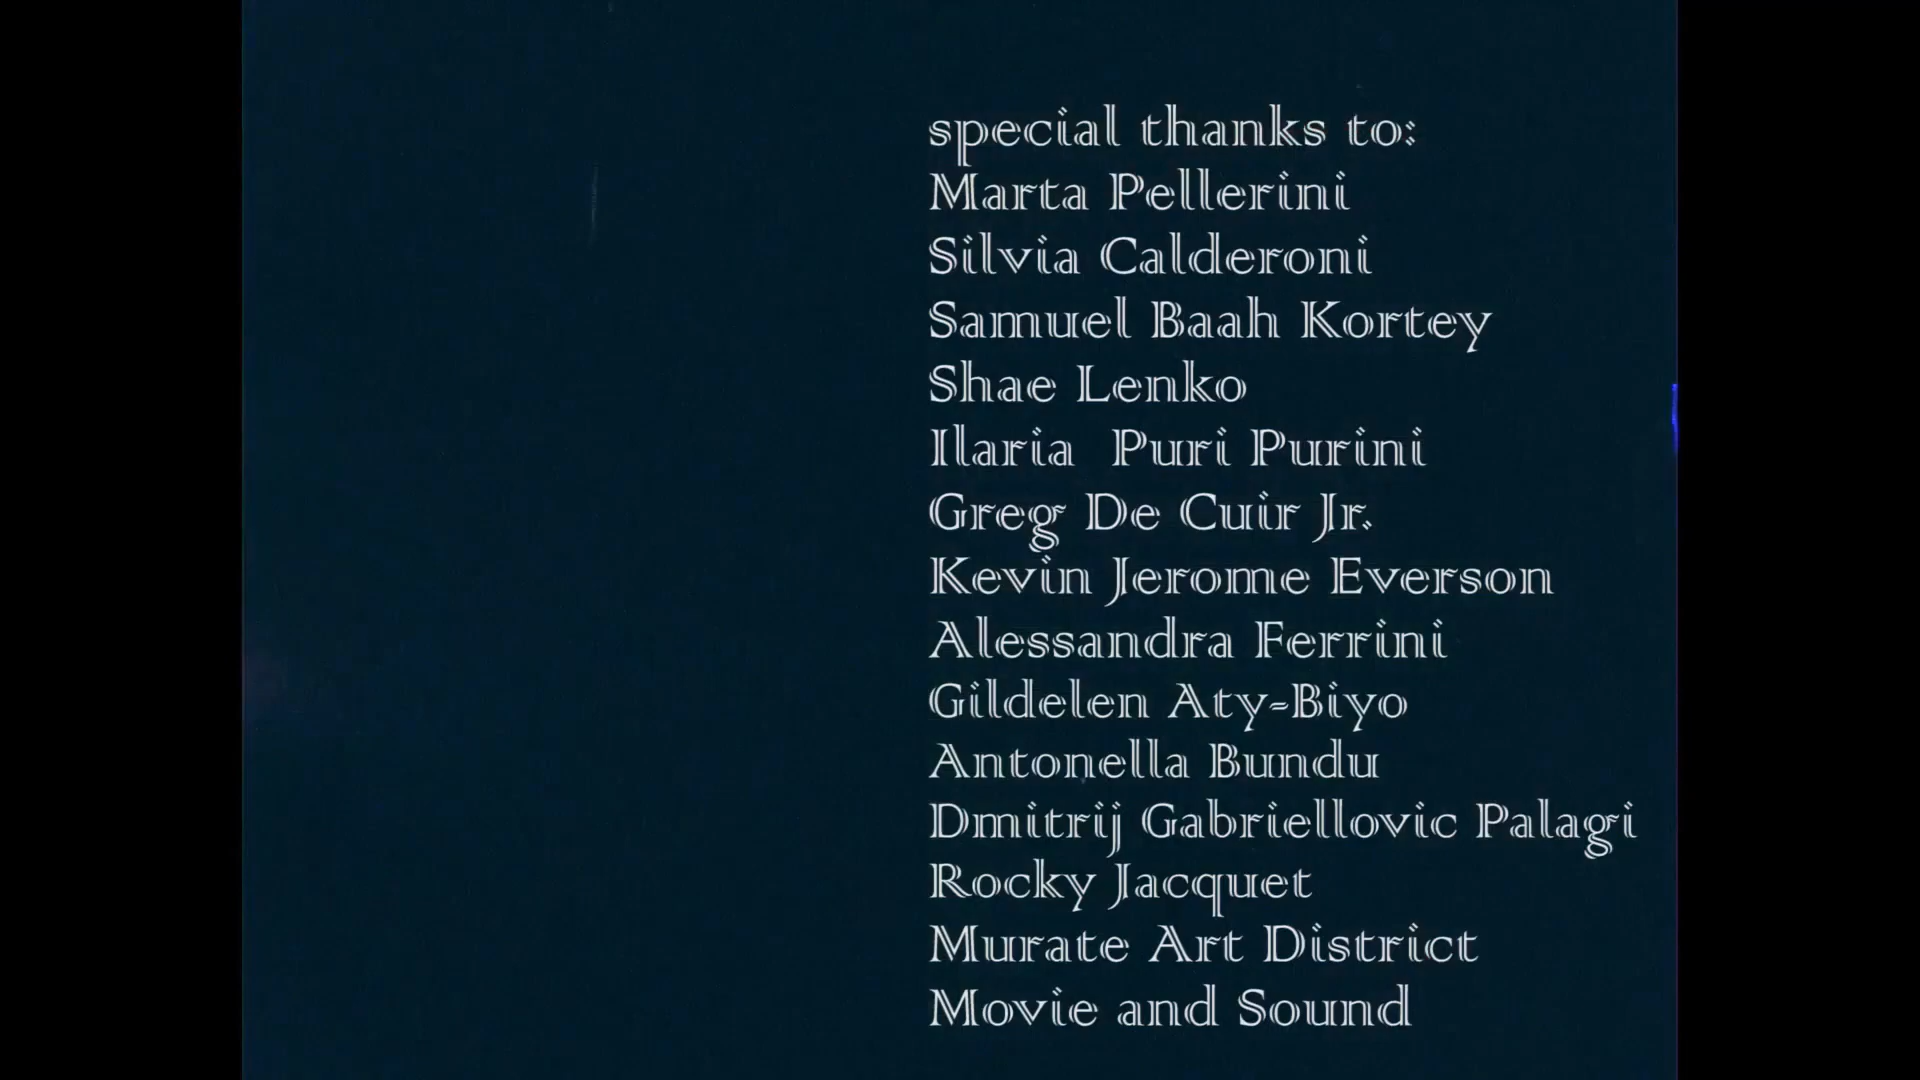 special thanks to:
Marta Pellerini
Silvia Calderoni
Samuel Baah Kortey
Shae Lenko
Ilaria  Puri Purini
Greg De Cuir Jr.
Kevin Jerome Everson
Alessandra Ferrini
Gildelen Aty-Biyo
Antonella Bundu
Dmitrij Gabriellovic Palagi
Rocky Jacquet
Murate Art District
Movie and Sound